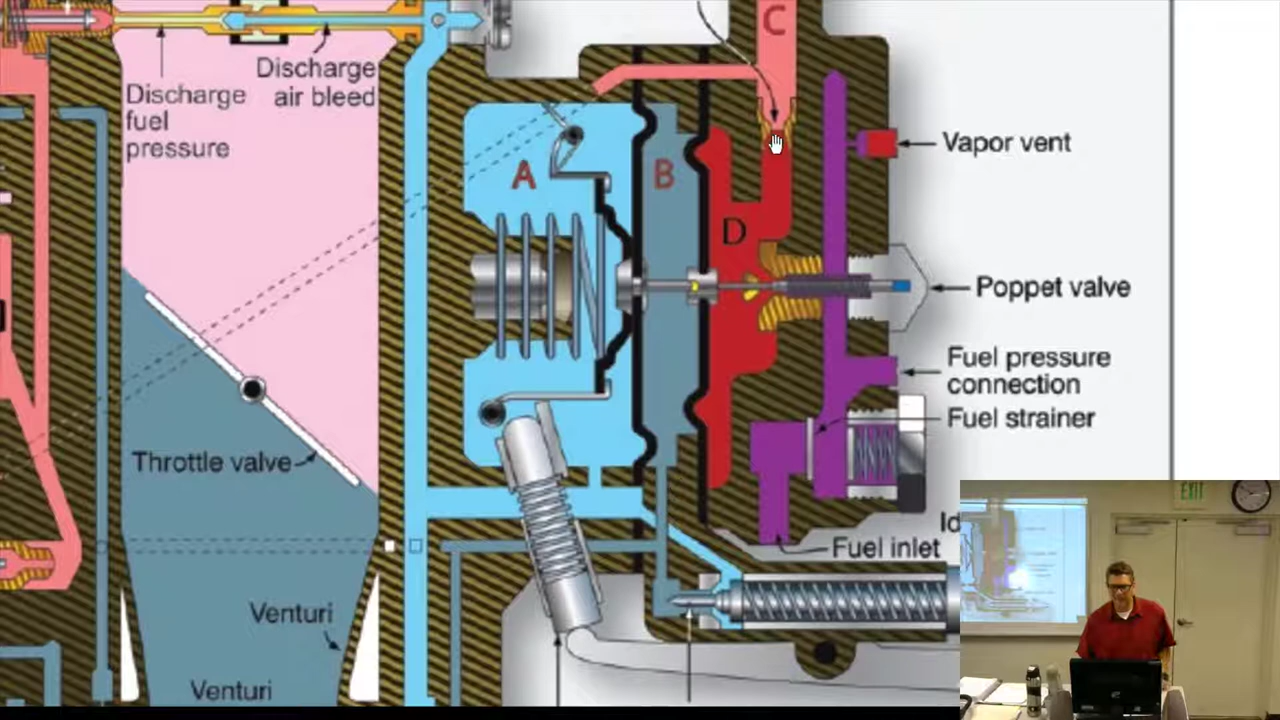 C
Discharge
air bleed
Discharge
fuel
pressure
Vapor vent
A
B
D
Poppet valve
Fuel pressure
connection
Fuel strainer
Throttle valve
Id
Fuel inlet
EXIT
Venturi
Venturi